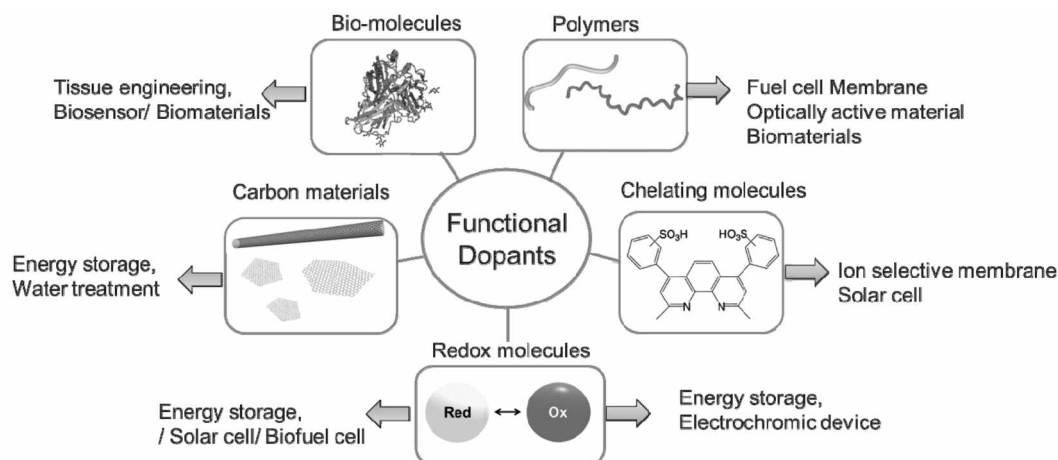 Bio-molecules
Polymers
Tissue engineering,
Biosensor/ Biomaterials
Fuel cell Membrane
Optically active material
Biomaterials
Carbon materials
Functional
Dopants
Chelating molecules
SO3H
HO3S
N
N
Energy storage,
Water treatment
Ion selective membrane
Solar cell
Redox molecules
Red
Ox
Energy storage,
/ Solar cell/ Biofuel cell
Energy storage,
Electrochromic device